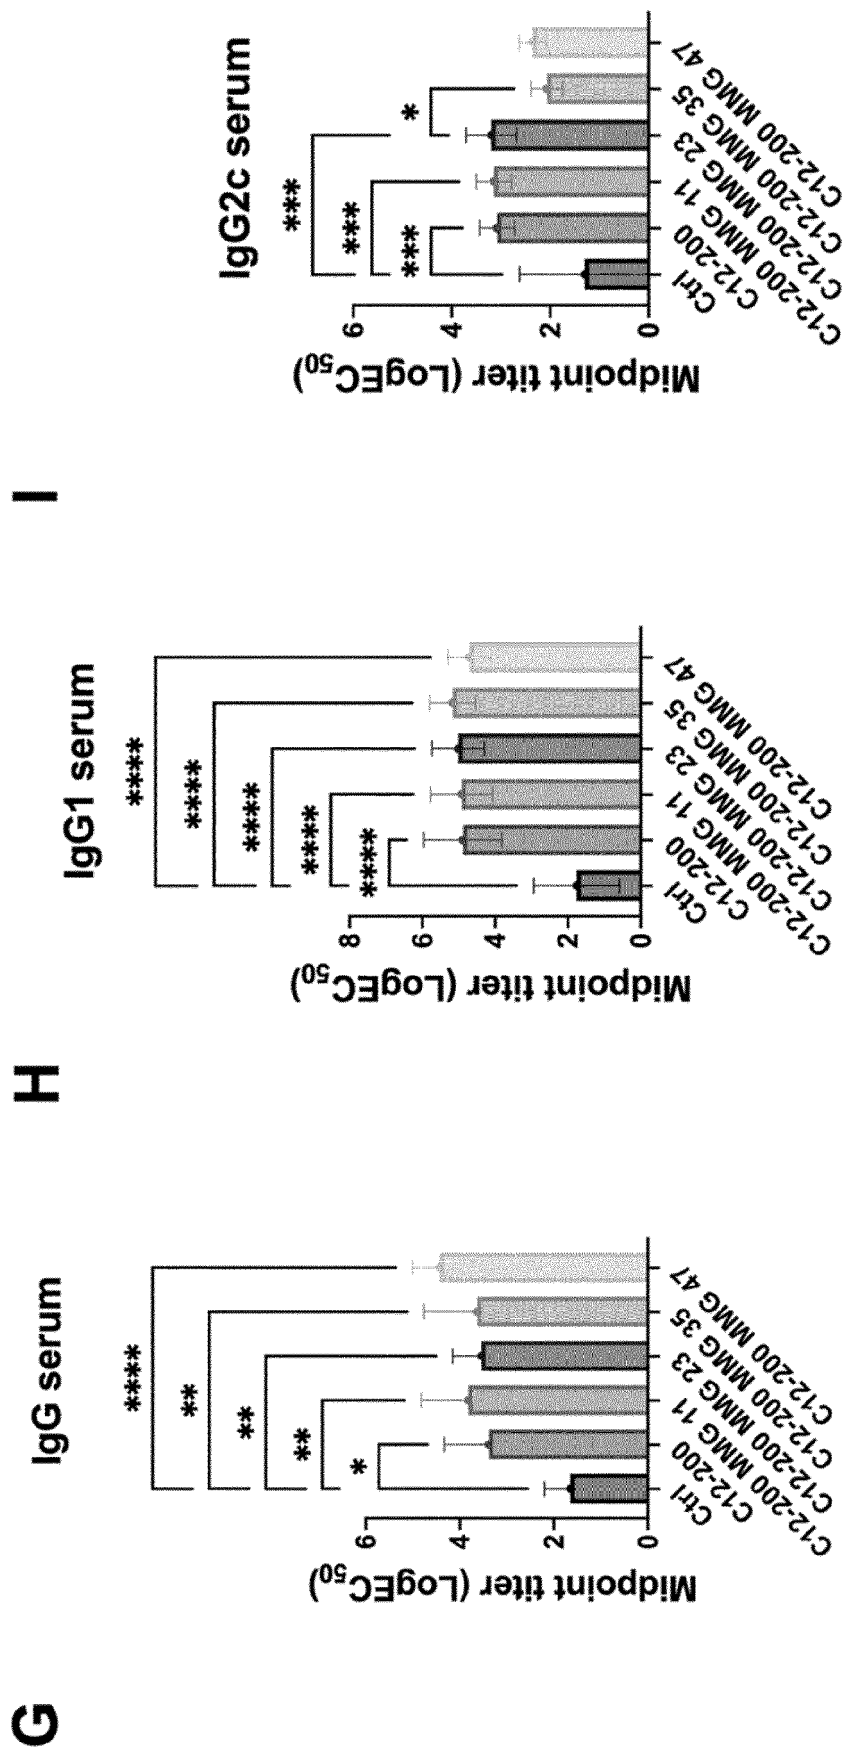 G
IgG serum
****
**
**
**
*
Midpoint titer (LogEC50)
6
4
2
0
Ctrl
C12-200
C12-200 MMG 11
C12-200 MMG 23
C12-200 MMG 35
C12-200 MMG 47
H
IgG1 serum
****
****
****
****
****
Midpoint titer (LogEC50)
8
6
4
2
0
Ctrl
C12-200
C12-200 MMG 11
C12-200 MMG 23
C12-200 MMG 35
C12-200 MMG 47
I
IgG2c serum
***
***
***
*
Midpoint titer (LogEC50)
6
4
2
0
Ctrl
C12-200
C12-200 MMG 11
C12-200 MMG 23
C12-200 MMG 35
C12-200 MMG 47